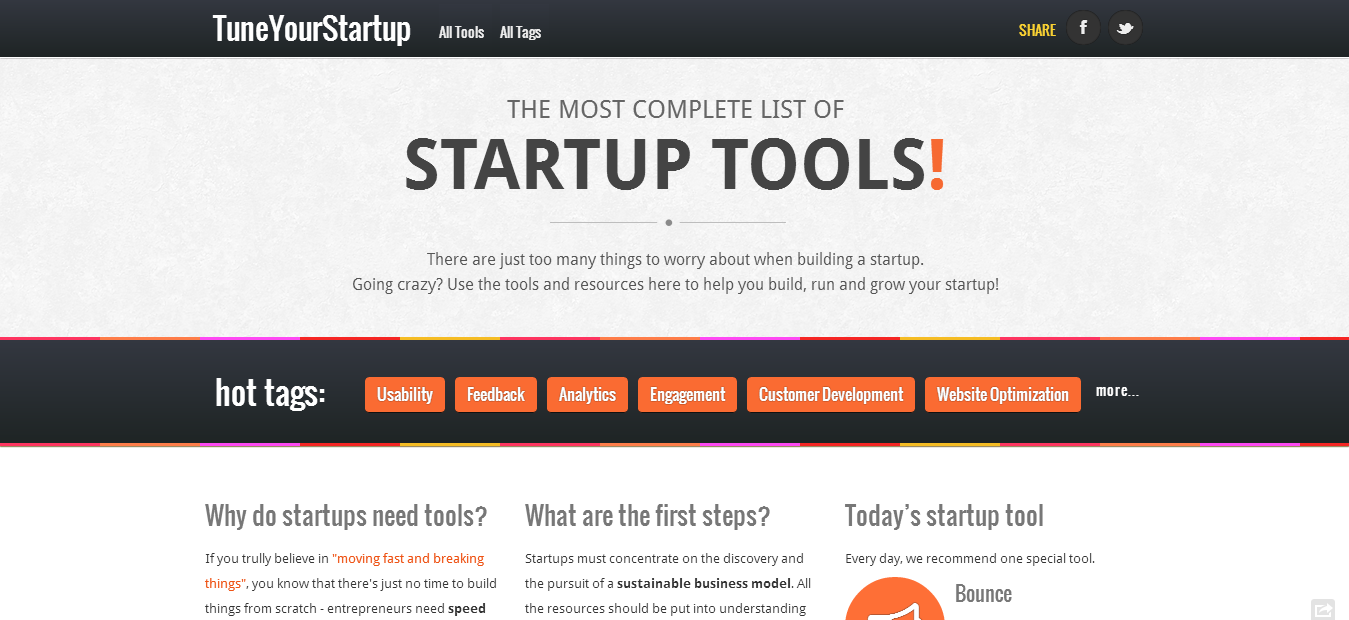 TuneYourStartup All Tools All Tags SHARE
THE MOST COMPLETE LIST OF
STARTUP TOOLS!
There are just too many things to worry about when building a startup.
Going crazy? Use the tools and resources here to help you build, run and grow your startup!
hot tags: Usability Feedback Analytics Engagement Customer Development Website Optimization more...
Why do startups need tools?
If you trully believe in "moving fast and breaking
things", you know that there's just no time to build
things from scratch - entrepreneurs need speed
What are the first steps?
Startups must concentrate on the discovery and
the pursuit of a sustainable business model. All
the resources should be put into understanding
Today's startup tool
Every day, we recommend one special tool.
Bounce